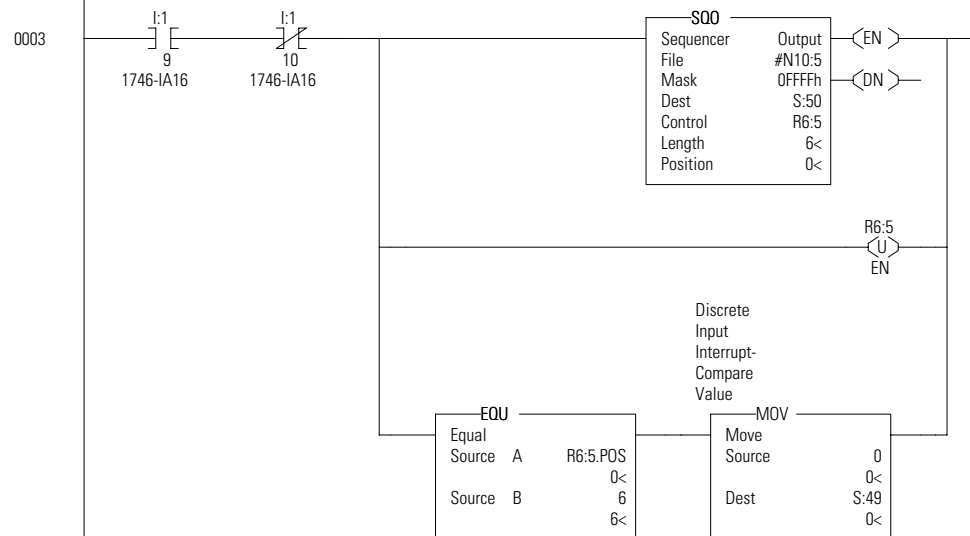 I:1 I:1 SQO
0003 Sequencer Output EN
9 10 File #N10:5
1746-IA16 1746-IA16 Mask 0FFFFh DN
Dest S:50
Control R6:5
Length 6<
Position 0<
R6:5
U
EN
Discrete
Input
Interrupt-
Compare
Value
EQU MOV
Equal Move
Source A R6:5.POS Source 0
0< 0<
Source B 6 Dest S:49
6< 0<